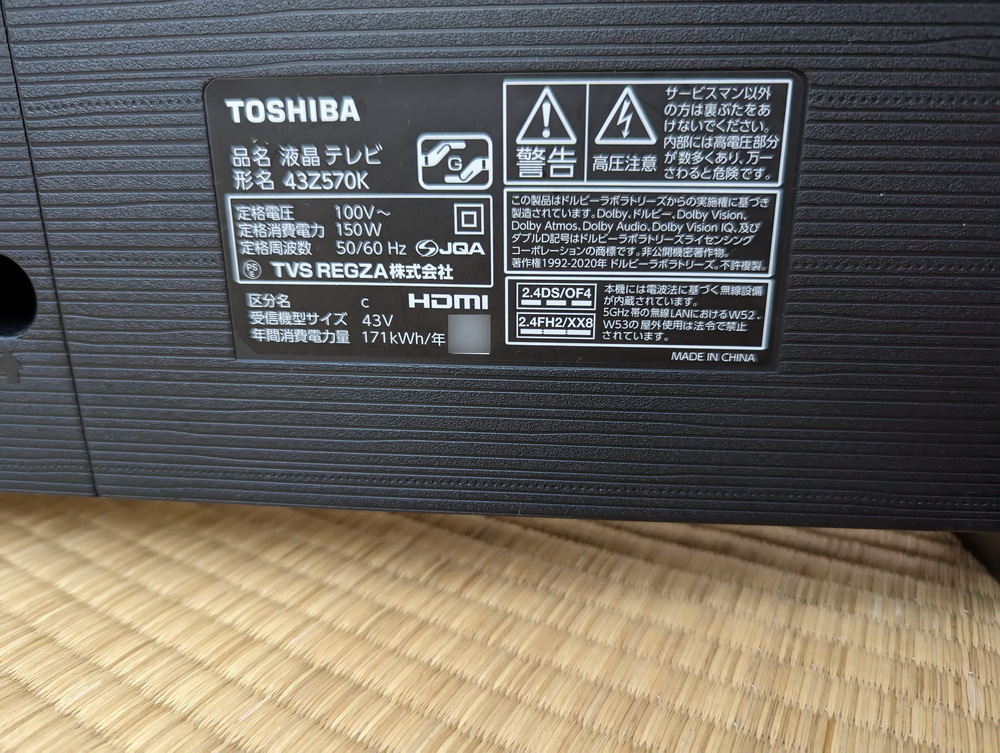 TOSHIBA
品名 液晶テレビ
形名 43Z570K
G
定格電圧 100V～
定格消費電力 150W
定格周波数 50/60 Hz
JQA
PS
E
TVS REGZA株式会社
区分名 c
HDMI
受信機型サイズ 43V
年間消費電力量 171kWh/年
警告
高圧注意
サービスマン以外
の方は裏ぶたをあ
けないでください。
内部には高電圧部分
が数多くあり、万一
さわると危険です。
この製品はドルビーラボラトリーズからの実施権に基づき
製造されています。Dolby、ドルビー、Dolby Vision、
Dolby Atmos、Dolby Audio、Dolby Vision IQ、及び
ダブルD記号はドルビーラボラトリーズライセンシング
コーポレーションの商標です。非公開機密著作物。
著作権1992-2020年 ドルビーラボラトリーズ。不許複製。
2.4DS/OF4
2.4FH2/XX8
本機には電波法に基づく無線設備
が内蔵されています。
5GHz帯の無線LANにおけるW52、
W53の屋外使用は法令で禁止
されています。
MADE IN CHINA